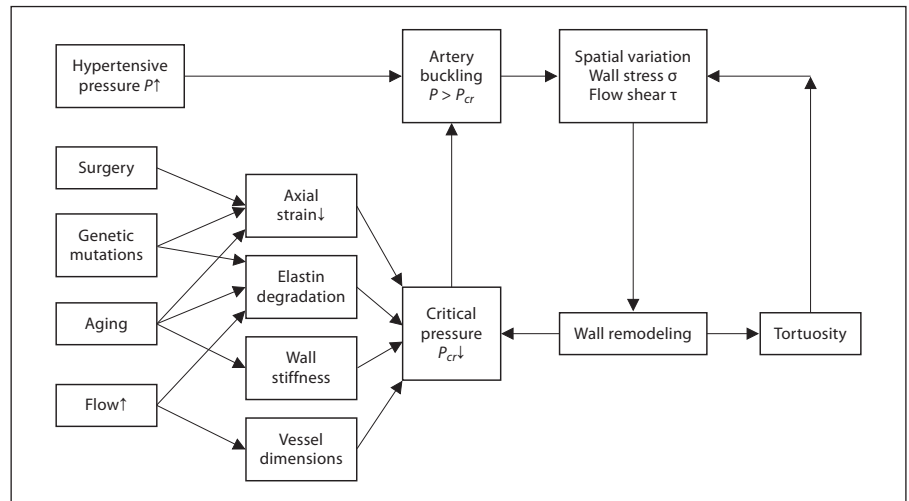 Hypertensive
pressure P↑
Artery
buckling
P > Pcr
Spatial variation
Wall stress σ
Flow shear τ
Surgery
Genetic
mutations
Aging
Flow↑
Axial
strain↓
Elastin
degradation
Wall
stiffness
Vessel
dimensions
Critical
pressure
Pcr↓
Wall remodeling
Tortuosity